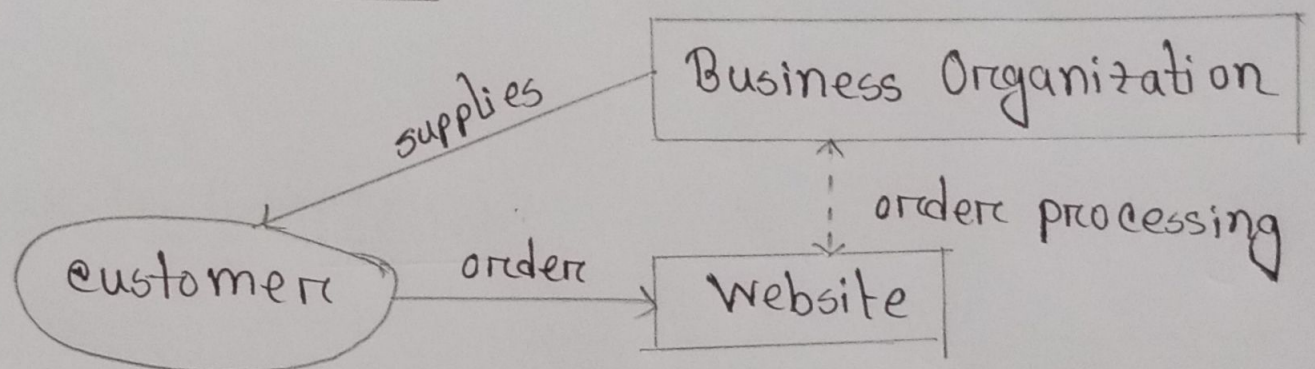 Business Organization
supplies
order processing
customer
order
Website